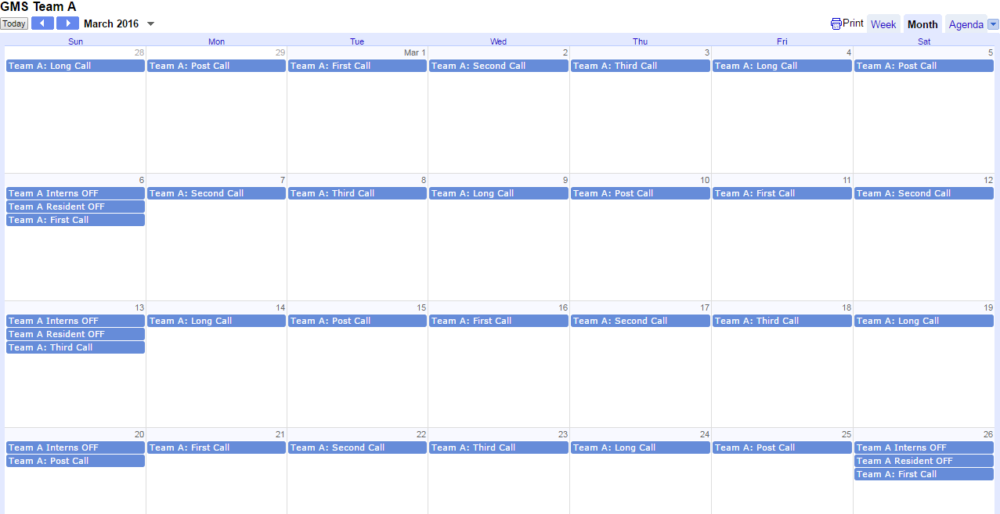 GMS Team A
Today March 2016 Print Week Month Agenda
Sun Mon Tue Wed Thu Fri Sat
28 29 Mar 1 2 3 4 5
Team A: Long Call Team A: Post Call Team A: First Call Team A: Second Call Team A: Third Call Team A: Long Call Team A: Post Call
6 7 8 9 10 11 12
Team A Interns OFF Team A: Second Call Team A: Third Call Team A: Long Call Team A: Post Call Team A: First Call Team A: Second Call
Team A Resident OFF
Team A: First Call
13 14 15 16 17 18 19
Team A Interns OFF Team A: Long Call Team A: Post Call Team A: First Call Team A: Second Call Team A: Third Call Team A: Long Call
Team A Resident OFF
Team A: Third Call
20 21 22 23 24 25 26
Team A Interns OFF Team A: First Call Team A: Second Call Team A: Third Call Team A: Long Call Team A: Post Call Team A Interns OFF
Team A: Post Call Team A Resident OFF
Team A: First Call